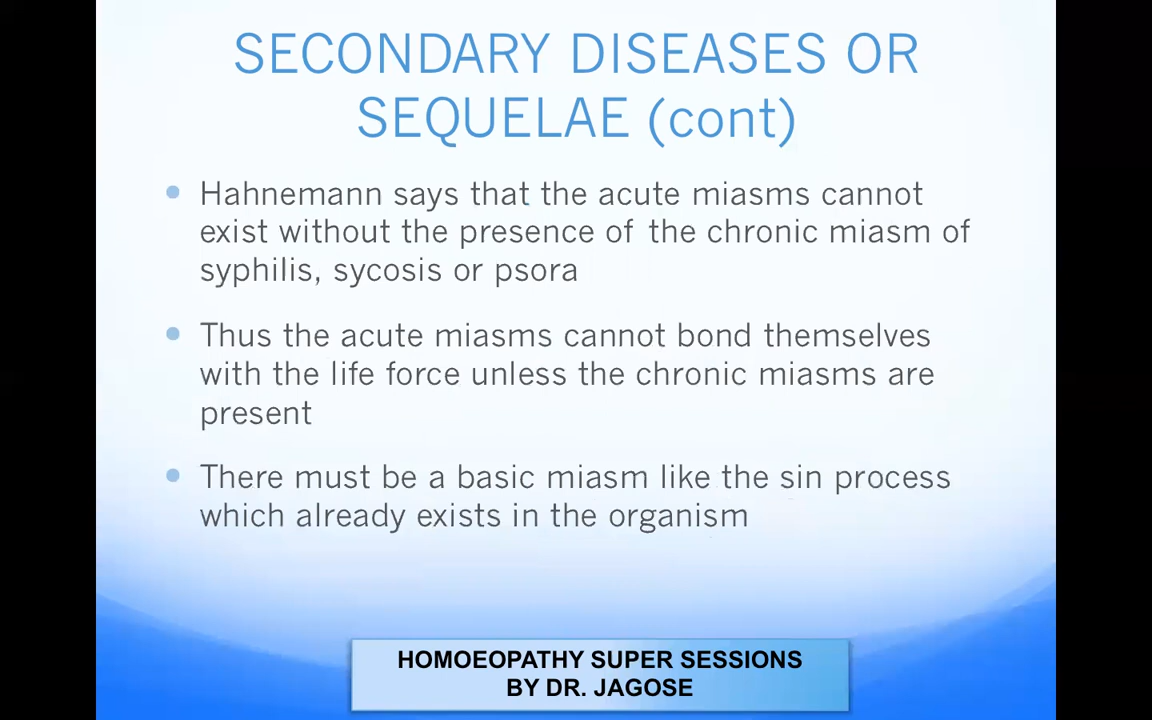 SECONDARY DISEASES OR
SEQUELAE (cont)
Hahnemann says that the acute miasms cannot
exist without the presence of the chronic miasm of
syphilis, sycosis or psora
Thus the acute miasms cannot bond themselves
with the life force unless the chronic miasms are
present
There must be a basic miasm like the sin process
which already exists in the organism
HOMOEOPATHY SUPER SESSIONS
BY DR. JAGOSE